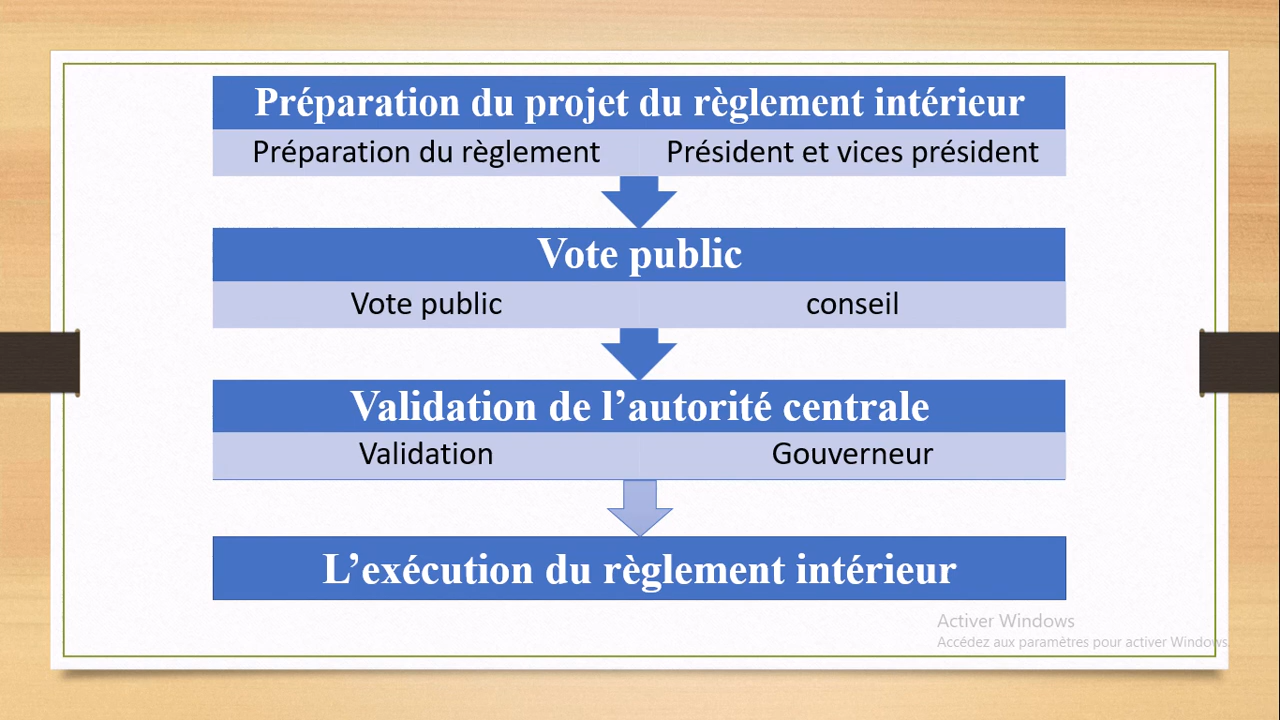 Préparation du projet du règlement intérieur
Préparation du règlement Président et vices président
Vote public
Vote public conseil
Validation de l’autorité centrale
Validation Gouverneur
L’exécution du règlement intérieur
Activer Windows
Accédez aux paramètres pour activer Windows.